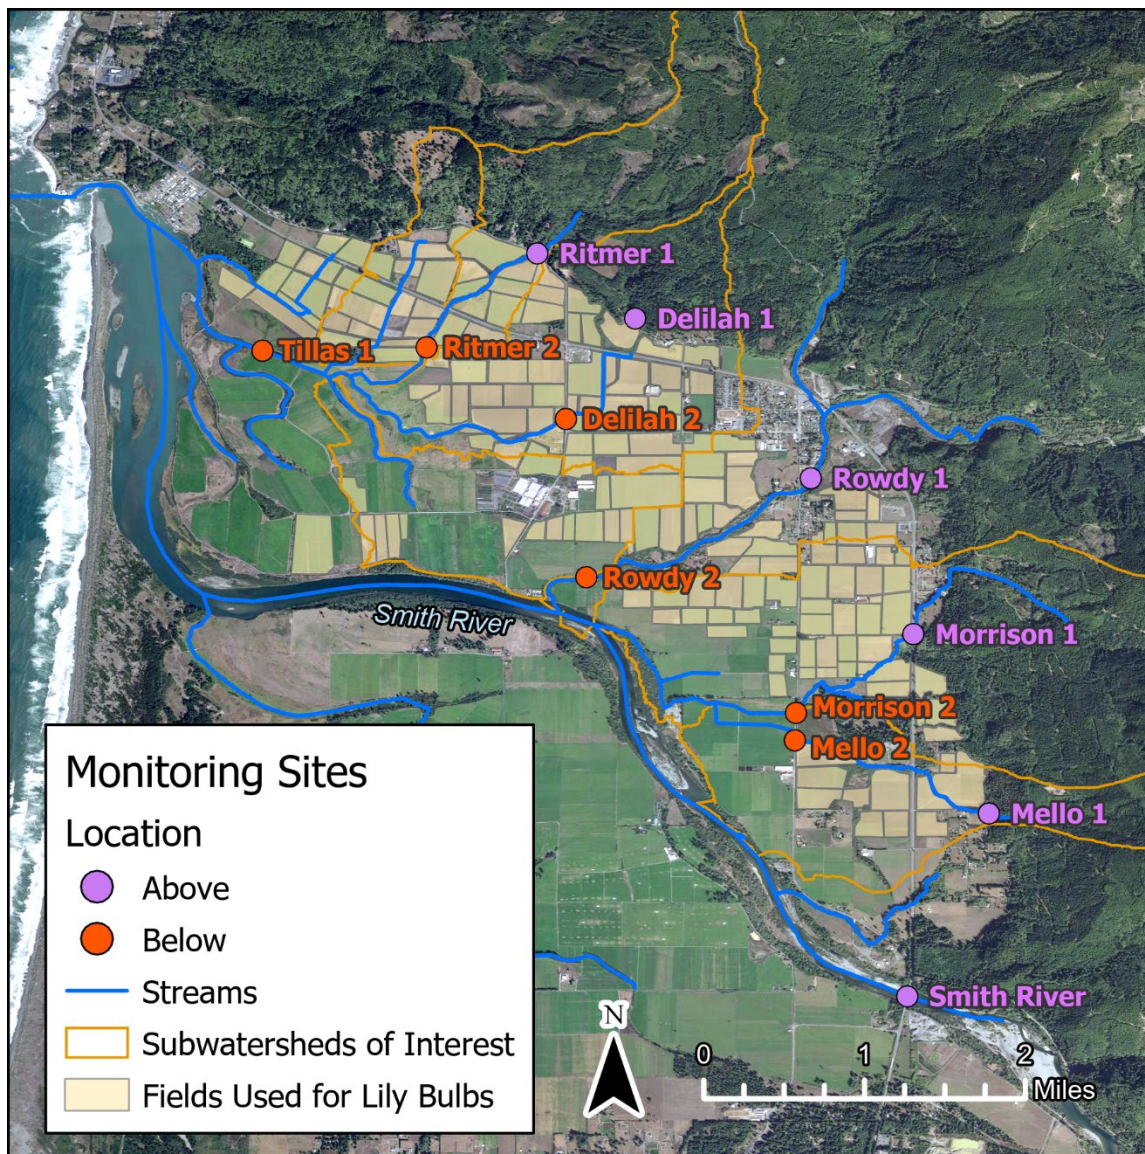 Ritmer 1
Delilah 1
Tillas 1
Ritmer 2
Delilah 2
Rowdy 1
Rowdy 2
Smith River
Morrison 1
Morrison 2
Mello 2
Mello 1
Smith River
Monitoring Sites
Location
Above
Below
Streams
Subwatersheds of Interest
Fields Used for Lily Bulbs
N
0 1 2
Miles